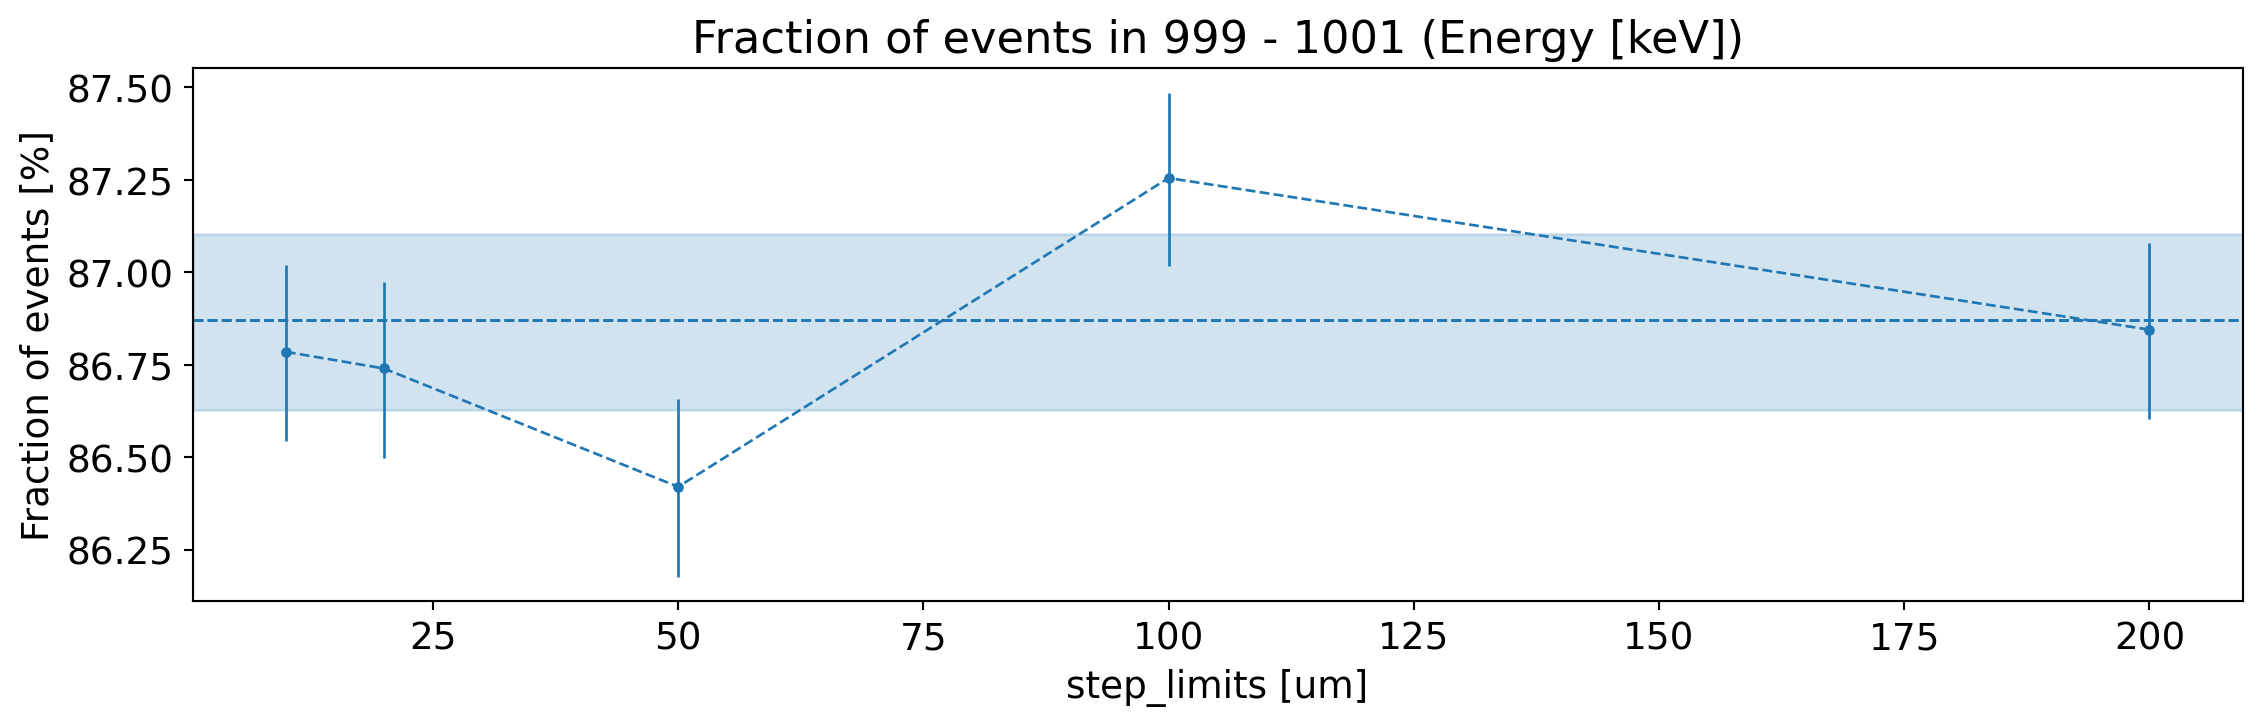 Fraction of events in 999 - 1001 (Energy [keV])
Fraction of events [%]
87.50
87.25
87.00
86.75
86.50
86.25
25 50 75 100 125 150 175 200
step_limits [um]